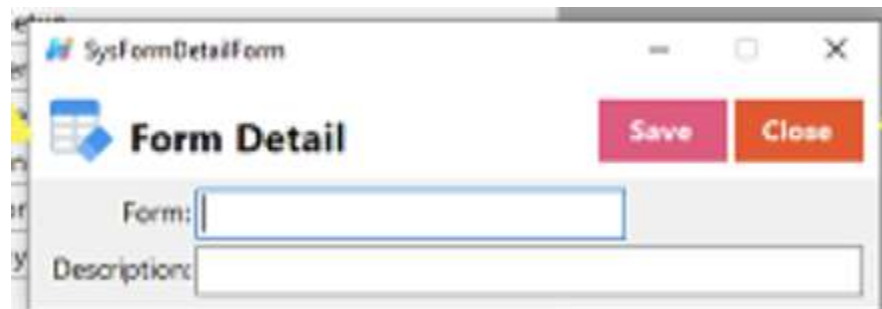 SysFormDetailForm
Form Detail
Save
Close
Form:
Description: